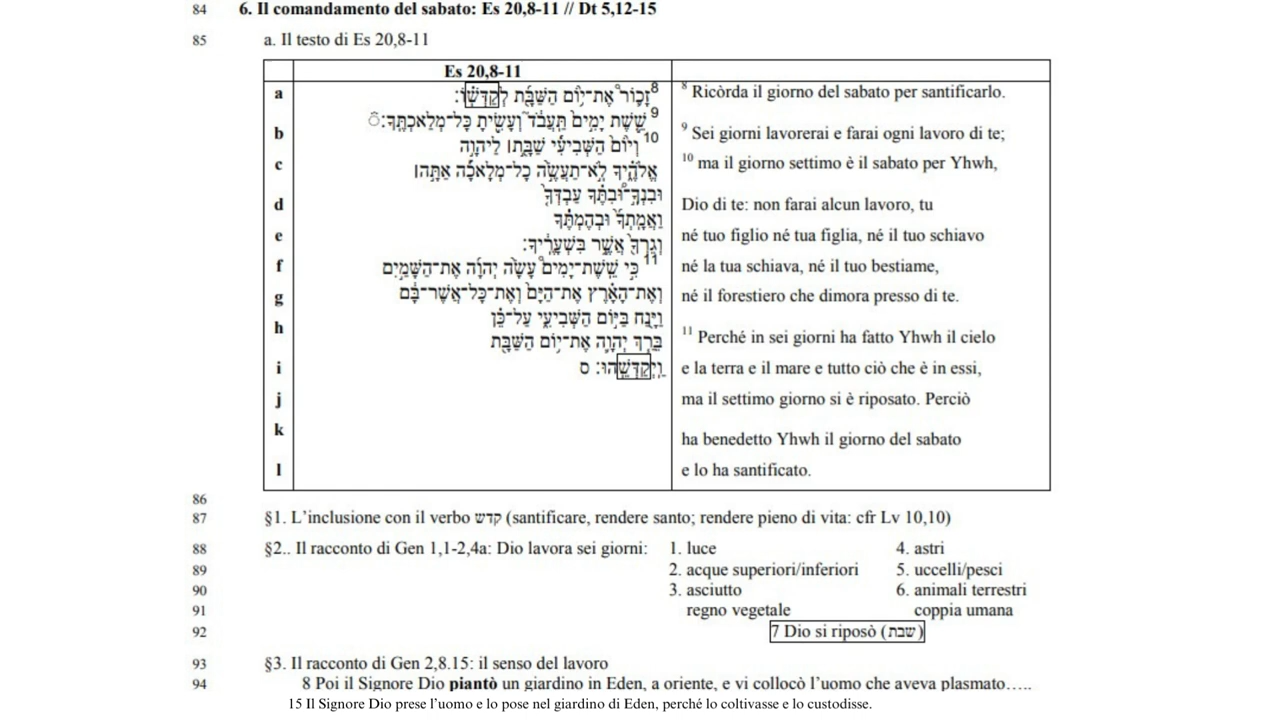 84 6. Il comandamento del sabato: Es 20,8-11 // Dt 5,12-15
85 a. Il testo di Es 20,8-11
Es 20,8-11
a
b
c
d
e
f
g
h
i
j
k
l
8 זָכ֛וֹר אֶת־י֥וֹם הַשַּׁבָּ֖ת לְקַדְּשֽׁוֹ׃
9 שֵׁ֤שֶׁת יָמִים֙ תַּֽעֲבֹ֔ד וְעָשִׂ֖יתָ כָּל־מְלַאכְתֶּֽךָ׃
10 וְי֨וֹם֙ הַשְּׁבִיעִ֔י שַׁבָּ֖ת ׀ לַיהוָ֣ה
אֱלֹהֶ֑יךָ לֹֽא־תַעֲשֶׂ֣ה כָל־מְלָאכָ֡ה אַתָּ֣ה ׀
וּבִנְךָֽ־וּ֠בִתֶּ֗ךָ עַבְדְּךָ֤
וַאֲמָֽתְךָ֙ וּבְהֶמְתֶּ֔ךָ
וְגֵרְךָ֖ אֲשֶׁ֥ר בִּשְׁעָרֶֽיךָ׃
11 כִּ֣י שֵֽׁשֶׁת־יָמִים֩ עָשָׂ֨ה יְהוָ֜ה אֶת־הַשָּׁמַ֣יִם
וְאֶת־הָאָ֗רֶץ אֶת־הַיָּם֙ וְאֶת־כָּל־אֲשֶׁר־בָּ֔ם
וַיָּ֖נַח בַּיּ֣וֹם הַשְּׁבִיעִ֑י עַל־כֵּ֗ן
בֵּרַ֧ךְ יְהוָ֛ה אֶת־י֥וֹם הַשַּׁבָּ֖ת
וַֽיְקַדְּשֵֽׁהוּ׃ ס
8 Ricòrda il giorno del sabato per santificarlo.
9 Sei giorni lavorerai e farai ogni lavoro di te;
10 ma il giorno settimo è il sabato per Yhwh,
Dio di te: non farai alcun lavoro, tu
né tuo figlio né tua figlia, né il tuo schiavo
né la tua schiava, né il tuo bestiame,
né il forestiero che dimora presso di te.
11 Perché in sei giorni ha fatto Yhwh il cielo
e la terra e il mare e tutto ciò che è in essi,
ma il settimo giorno si è riposato. Perciò
ha benedetto Yhwh il giorno del sabato
e lo ha santificato.
86
87 §1. L’inclusione con il verbo קדש (santificare, rendere santo; rendere pieno di vita: cfr Lv 10,10)
88 §2.. Il racconto di Gen 1,1-2,4a: Dio lavora sei giorni: 1. luce 4. astri
89 2. acque superiori/inferiori 5. uccelli/pesci
90 3. asciutto 6. animali terrestri
91 regno vegetale coppia umana
92 7 Dio si riposò (שבת)
93 §3. Il racconto di Gen 2,8.15: il senso del lavoro
94 8 Poi il Signore Dio piantò un giardino in Eden, a oriente, e vi collocò l’uomo che aveva plasmato…..
15 Il Signore Dio prese l’uomo e lo pose nel giardino di Eden, perché lo coltivasse e lo custodisse.